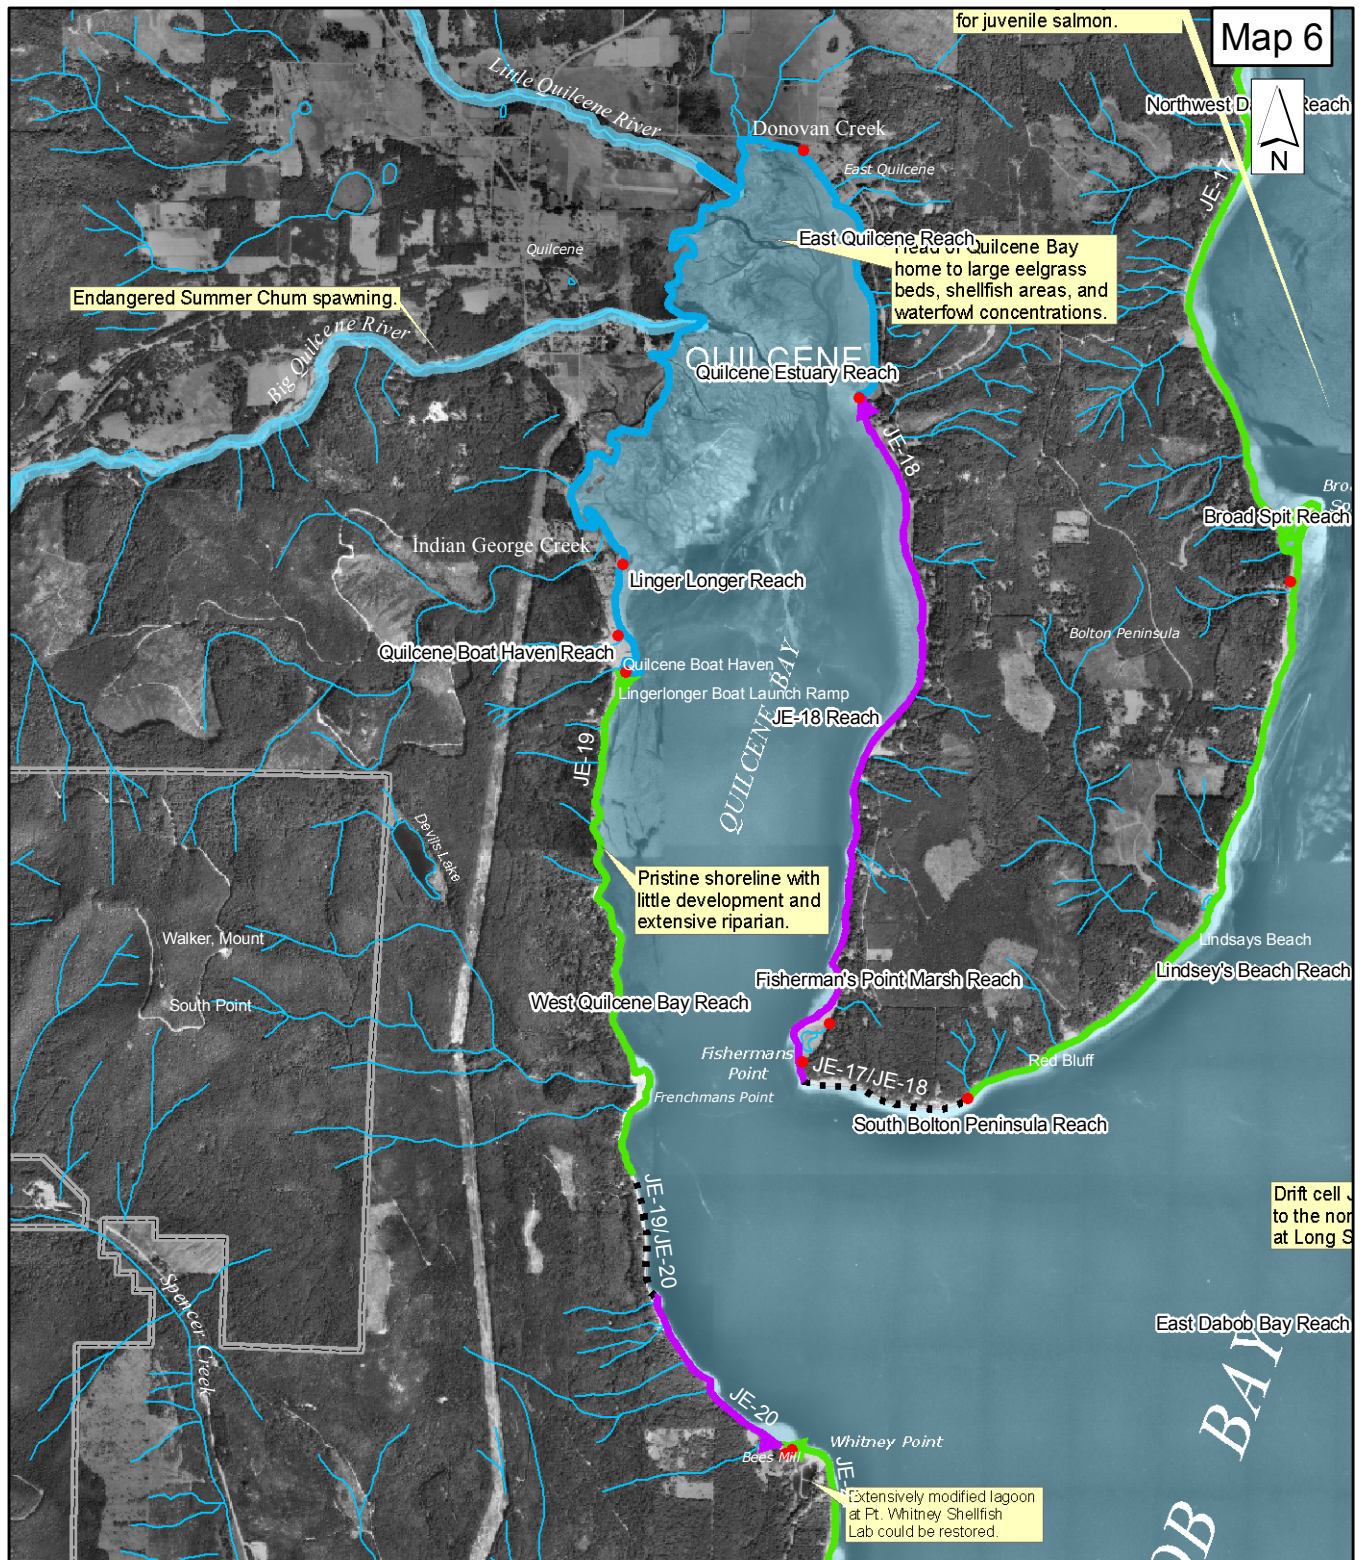 for juvenile salmon.
Map 6
N
Northwest D Reach
JE-17
Little Quilcene River
Donovan Creek
East Quilcene
East Quilcene Reach
Head of Quilcene Bay
home to large eelgrass
beds, shellfish areas, and
waterfowl concentrations.
Quilcene
Endangered Summer Chum spawning.
Big Quilcene River
QUILCENE
Quilcene Estuary Reach
JE-18
Broad Spit Reach
Indian George Creek
Linger Longer Reach
Bolton Peninsula
Quilcene Boat Haven Reach
Quilcene Boat Haven
Lingerlonger Boat Launch Ramp
QUILCENE BAY
JE-18 Reach
JE-19
Devils Lake
Pristine shoreline with
little development and
extensive riparian.
Walker, Mount
South Point
Lindsays Beach
Lindsey's Beach Reach
Fisherman's Point Marsh Reach
West Quilcene Bay Reach
Fishermans
Point
JE-17/JE-18
Red Bluff
Frenchmans Point
South Bolton Peninsula Reach
JE-19/JE-20
Drift cell
to the nor
at Long S
Spencer Creek
East Dabob Bay Reach
JE-20
Whitney Point
Bees Mill
JE-
Extensively modified lagoon
at Pt. Whitney Shellfish
Lab could be restored.
OB BAY